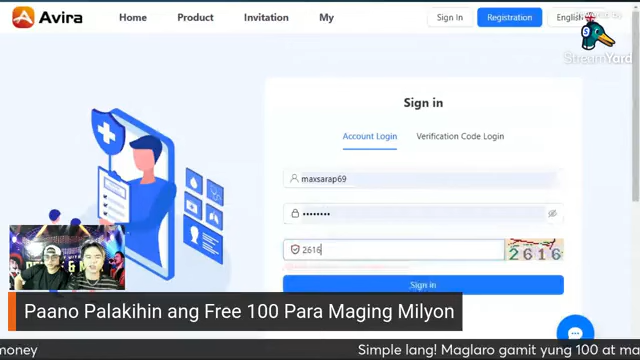 Avira
Home Product Invitation My
Sign In Registration English
StreamYard
Sign in
Account Login Verification Code Login
maxsarap69
••••••••
2616
2616
Sign in
Paano Palakihin ang Free 100 Para Maging Milyon
money Simple lang! Maglaro gamit yung 100 at ma